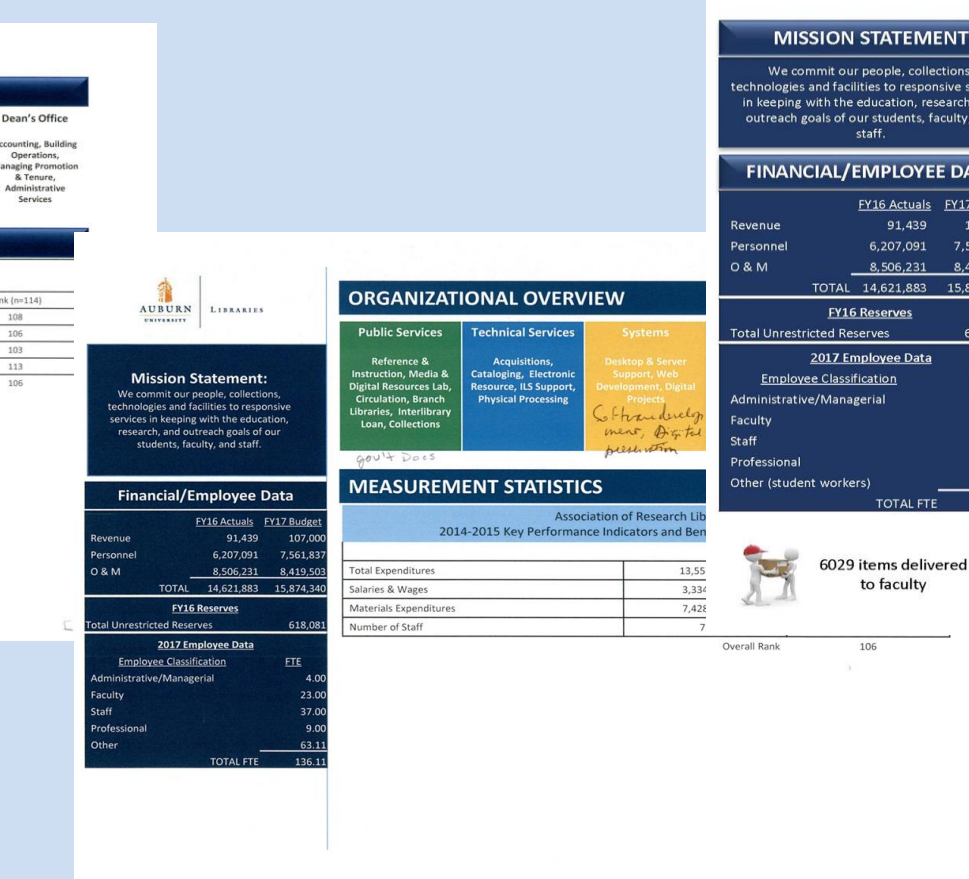 Dean's Office
ccounting, Building
Operations,
anaging Promotion
& Tenure,
Administrative
Services
nk (n=114)
108
106
103
113
106
AUBURN
UNIVERSITY
LIBRARIES
Mission Statement:
We commit our people, collections,
technologies and facilities to responsive
services in keeping with the education,
research, and outreach goals of our
students, faculty, and staff.
Financial/Employee Data
FY16 Actuals FY17 Budget
Revenue 91,439 107,000
Personnel 6,207,091 7,561,837
O & M 8,506,231 8,419,503
TOTAL 14,621,883 15,874,340
FY16 Reserves
Total Unrestricted Reserves 618,081
2017 Employee Data
Employee Classification FTE
Administrative/Managerial 4.00
Faculty 23.00
Staff 37.00
Professional 9.00
Other 63.11
TOTAL FTE 136.11
ORGANIZATIONAL OVERVIEW
Public Services
Reference &
Instruction, Media &
Digital Resources Lab,
Circulation, Branch
Libraries, Interlibrary
Loan, Collections
gov't Docs
Technical Services
Acquisitions,
Cataloging, Electronic
Resource, ILS Support,
Physical Processing
Systems
Desktop & Server
Support, Web
Development, Digital
Projects
Software develop
ment, Digital
MEASUREMENT STATISTICS
Association of Research Lib
2014-2015 Key Performance Indicators and Ben
Total Expenditures 13,55
Salaries & Wages 3,334
Materials Expenditures 7,428
Number of Staff 7
MISSION STATEMENT
We commit our people, collections
technologies and facilities to responsive s
in keeping with the education, research
outreach goals of our students, faculty
staff.
FINANCIAL/EMPLOYEE DA
FY16 Actuals FY17
Revenue 91,439 1
Personnel 6,207,091 7,5
O & M 8,506,231 8,4
TOTAL 14,621,883 15,8
FY16 Reserves
Total Unrestricted Reserves 6
2017 Employee Data
Employee Classification
Administrative/Managerial
Faculty
Staff
Professional
Other (student workers)
TOTAL FTE
6029 items delivered
to faculty
Overall Rank 106